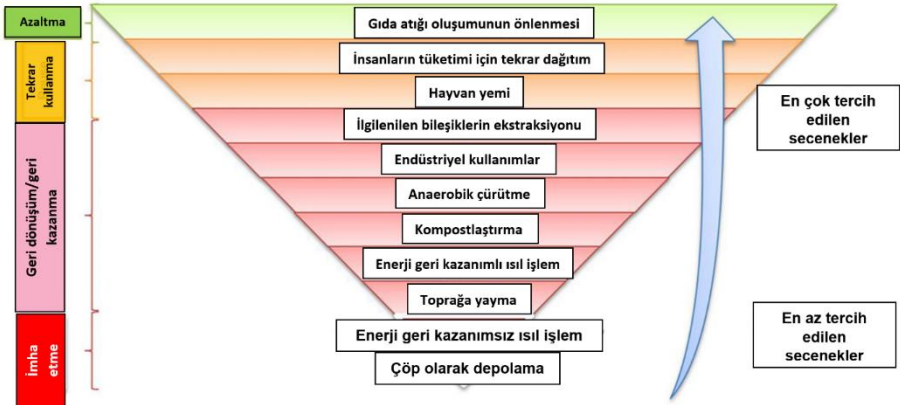 Azaltma
Gıda atığı oluşumunun önlenmesi
Tekrar
kullanma
İnsanların tüketimi için tekrar dağıtım
Hayvan yemi
En çok tercih
edilen
secenekler
Geri dönüşüm/geri
kazanma
İlgilenilen bileşiklerin ekstraksiyonu
Endüstriyel kullanımlar
Anaerobik çürütme
Kompostlaştırma
Enerji geri kazanımlı ısıl işlem
Toprağa yayma
İmha
etme
Enerji geri kazanımsız ısıl işlem
Çöp olarak depolama
En az tercih
edilen
secenekler